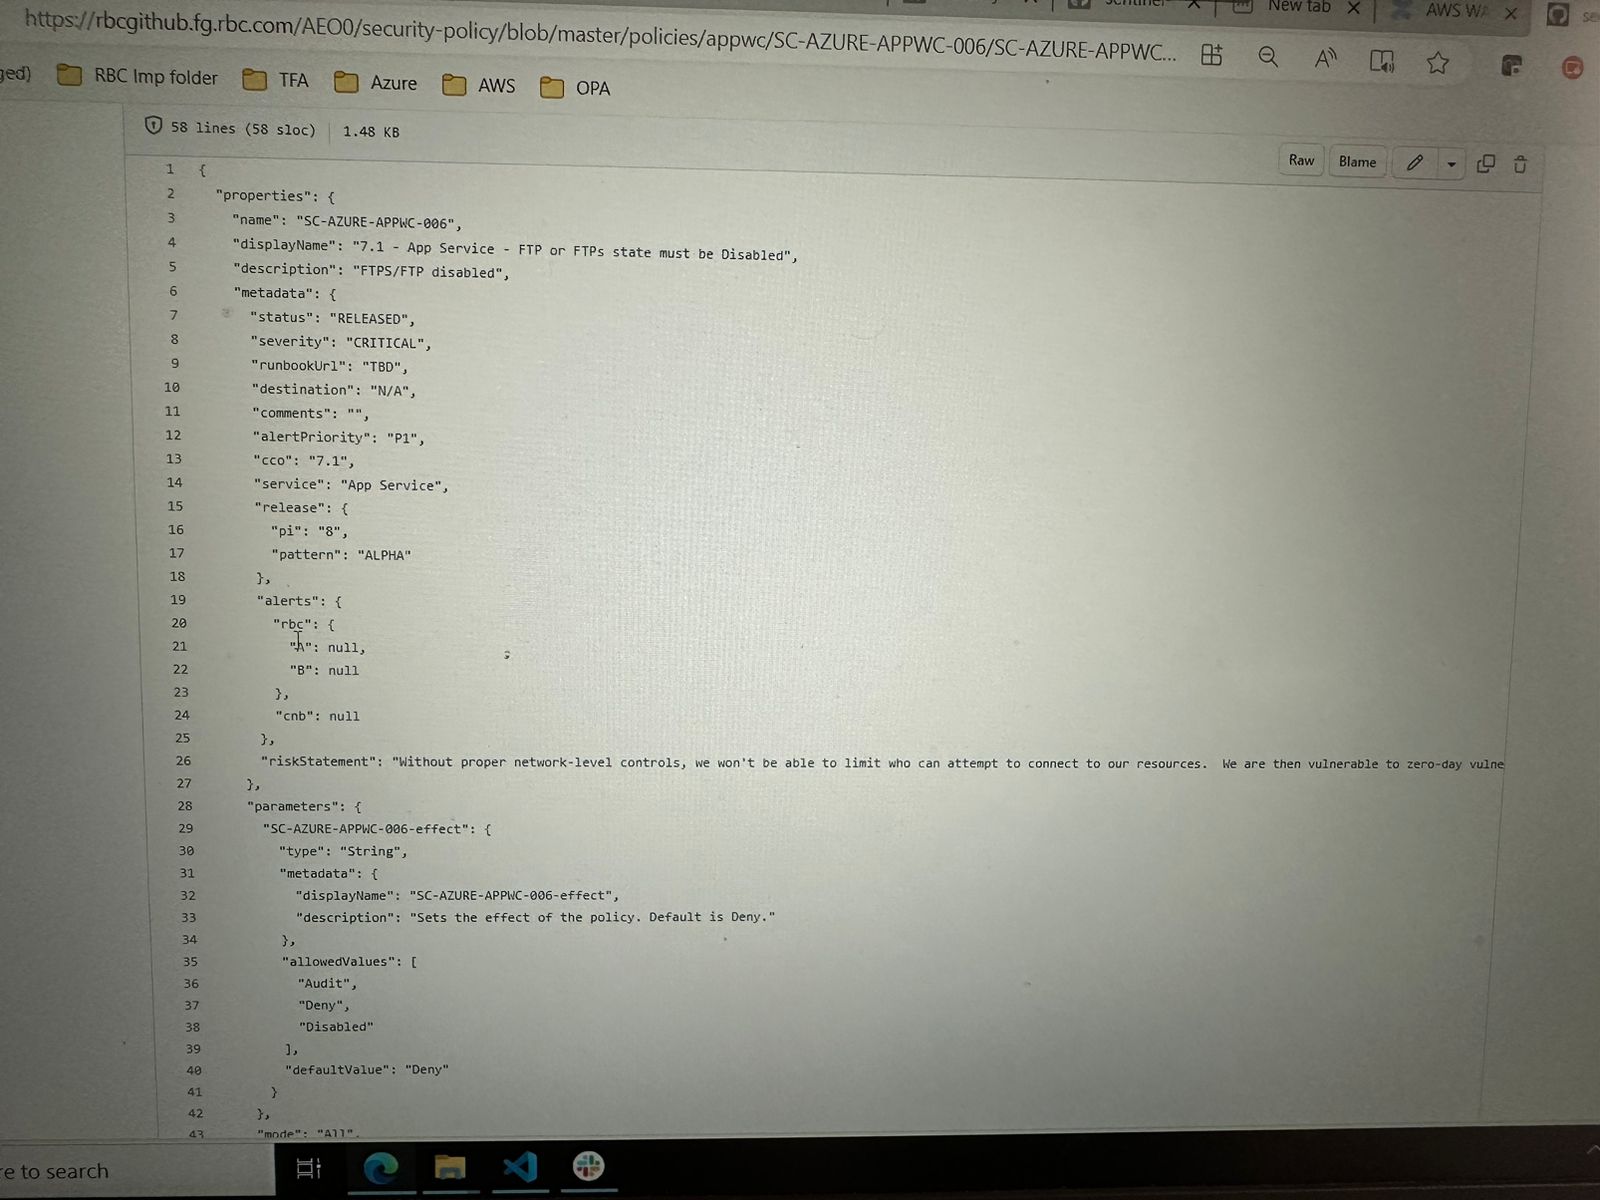 https://rbcgithub.fg.rbc.com/AEO0/security-policy/blob/master/policies/appwc/SC-AZURE-APPWC-006/SC-AZURE-APPWC...
New tab
AWS WA
ged)
RBC Imp folder
TFA
Azure
AWS
OPA
58 lines (58 sloc) 1.48 KB
Raw
Blame
1 {
2 "properties": {
3 "name": "SC-AZURE-APPWC-006",
4 "displayName": "7.1 - App Service - FTP or FTPs state must be Disabled",
5 "description": "FTPS/FTP disabled",
6 "metadata": {
7 "status": "RELEASED",
8 "severity": "CRITICAL",
9 "runbookUrl": "TBD",
10 "destination": "N/A",
11 "comments": "",
12 "alertPriority": "P1",
13 "cco": "7.1",
14 "service": "App Service",
15 "release": {
16 "pi": "8",
17 "pattern": "ALPHA"
18 },
19 "alerts": {
20 "rbc": {
21 "A": null,
22 "B": null
23 },
24 "cnb": null
25 },
26 "riskStatement": "Without proper network-level controls, we won't be able to limit who can attempt to connect to our resources.  We are then vulnerable to zero-day vulne
27 },
28 "parameters": {
29 "SC-AZURE-APPWC-006-effect": {
30 "type": "String",
31 "metadata": {
32 "displayName": "SC-AZURE-APPWC-006-effect",
33 "description": "Sets the effect of the policy. Default is Deny."
34 },
35 "allowedValues": [
36 "Audit",
37 "Deny",
38 "Disabled"
39 ],
40 "defaultValue": "Deny"
41 }
42 },
43 "mode": "All",
re to search